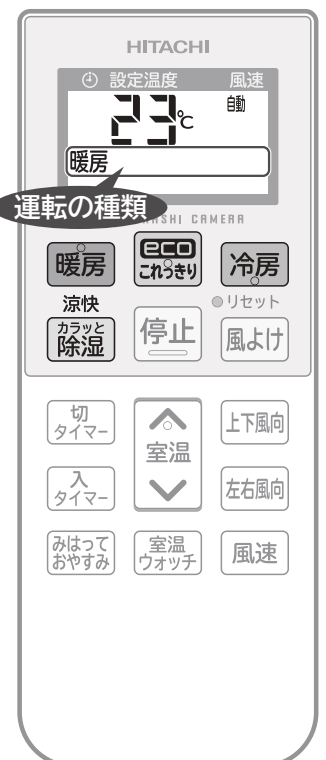 HITACHI
設定温度 風速
23℃ 自動
暖房
運転の種類
SHI CAMERA
暖房 eco これっきり 冷房
涼快 リセット
カラッと 除湿 停止 風よけ
切タイマー 室温 上下風向
入タイマー 左右風向
みはっておやすみ 室温ウォッチ 風速